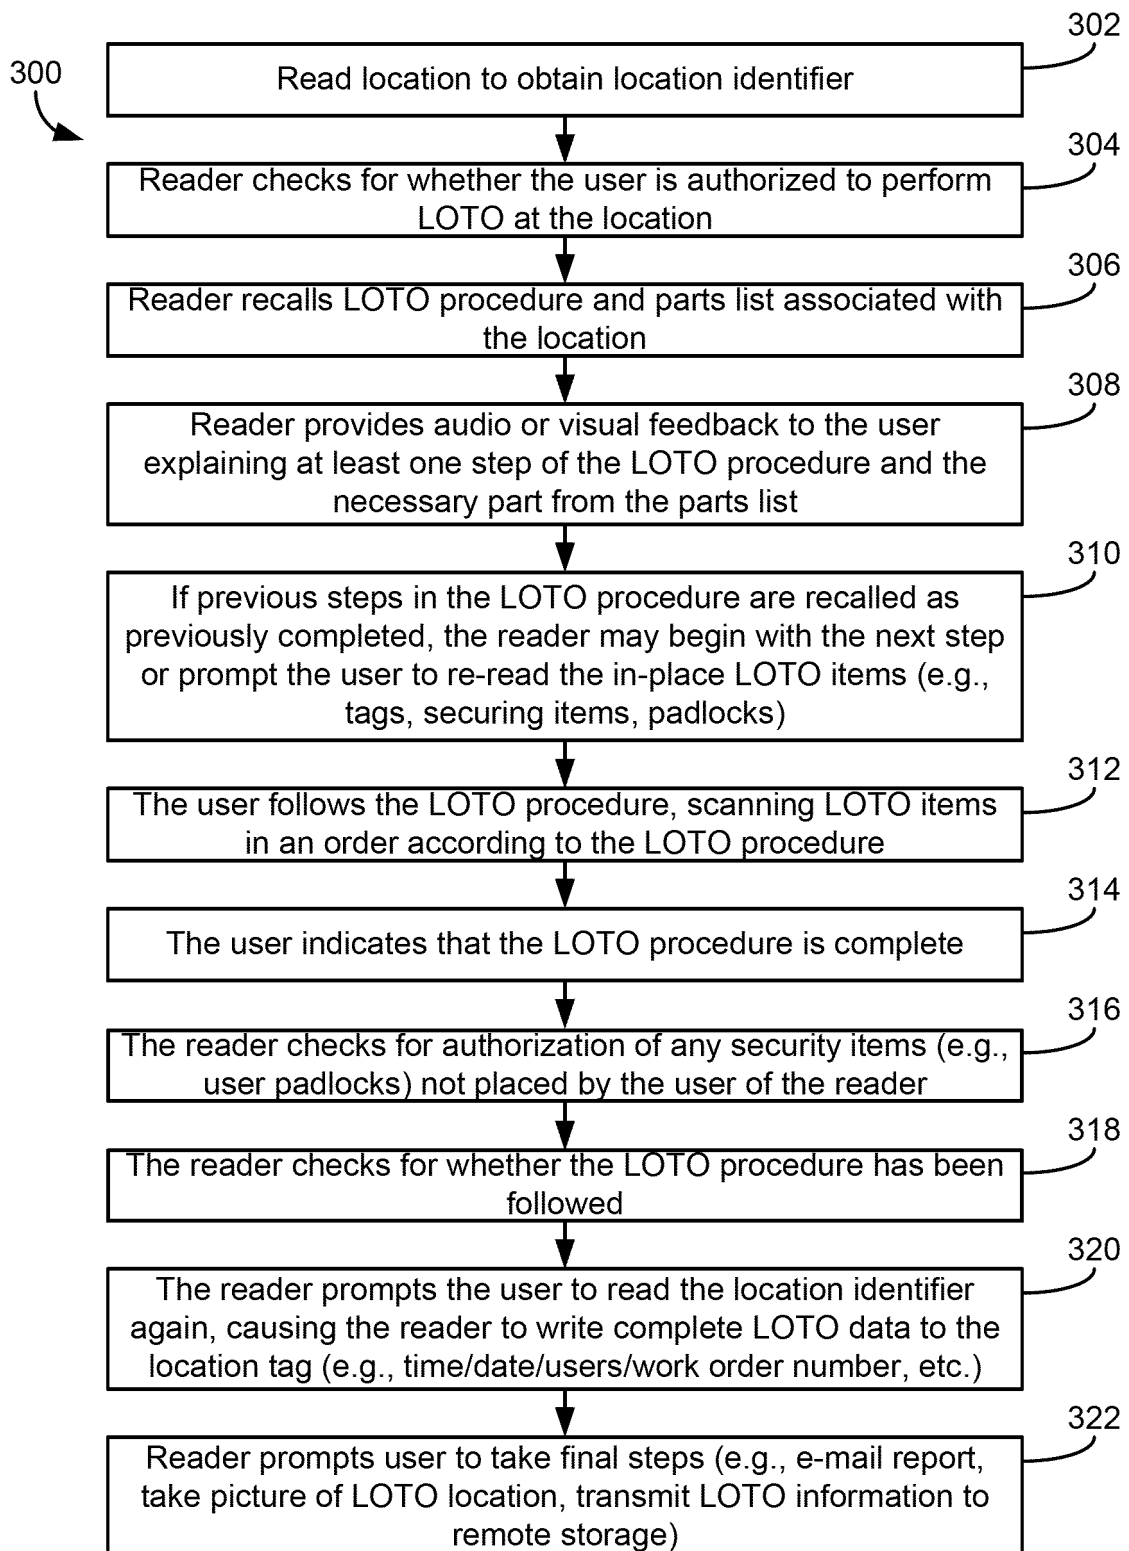 302
300
Read location to obtain location identifier
304
Reader checks for whether the user is authorized to perform
LOTO at the location
306
Reader recalls LOTO procedure and parts list associated with
the location
308
Reader provides audio or visual feedback to the user
explaining at least one step of the LOTO procedure and the
necessary part from the parts list
310
If previous steps in the LOTO procedure are recalled as
previously completed, the reader may begin with the next step
or prompt the user to re-read the in-place LOTO items (e.g.,
tags, securing items, padlocks)
312
The user follows the LOTO procedure, scanning LOTO items
in an order according to the LOTO procedure
314
The user indicates that the LOTO procedure is complete
316
The reader checks for authorization of any security items (e.g.,
user padlocks) not placed by the user of the reader
318
The reader checks for whether the LOTO procedure has been
followed
320
The reader prompts the user to read the location identifier
again, causing the reader to write complete LOTO data to the
location tag (e.g., time/date/users/work order number, etc.)
322
Reader prompts user to take final steps (e.g., e-mail report,
take picture of LOTO location, transmit LOTO information to
remote storage)